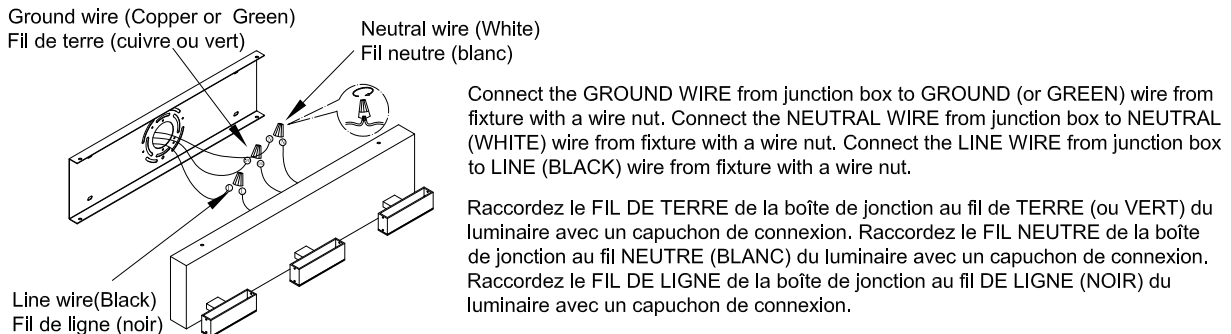 Ground wire (Copper or  Green)
Fil de terre (cuivre ou vert)
Neutral wire (White)
Fil neutre (blanc)
Connect the GROUND WIRE from junction box to GROUND (or GREEN) wire from
fixture with a wire nut. Connect the NEUTRAL WIRE from junction box to NEUTRAL
(WHITE) wire from fixture with a wire nut. Connect the LINE WIRE from junction box
to LINE (BLACK) wire from fixture with a wire nut.
Raccordez le FIL DE TERRE de la boîte de jonction au fil de TERRE (ou VERT) du
luminaire avec un capuchon de connexion. Raccordez le FIL NEUTRE de la boîte
de jonction au fil NEUTRE (BLANC) du luminaire avec un capuchon de connexion.
Raccordez le FIL DE LIGNE de la boîte de jonction au fil DE LIGNE (NOIR) du
luminaire avec un capuchon de connexion.
Line wire(Black)
Fil de ligne (noir)